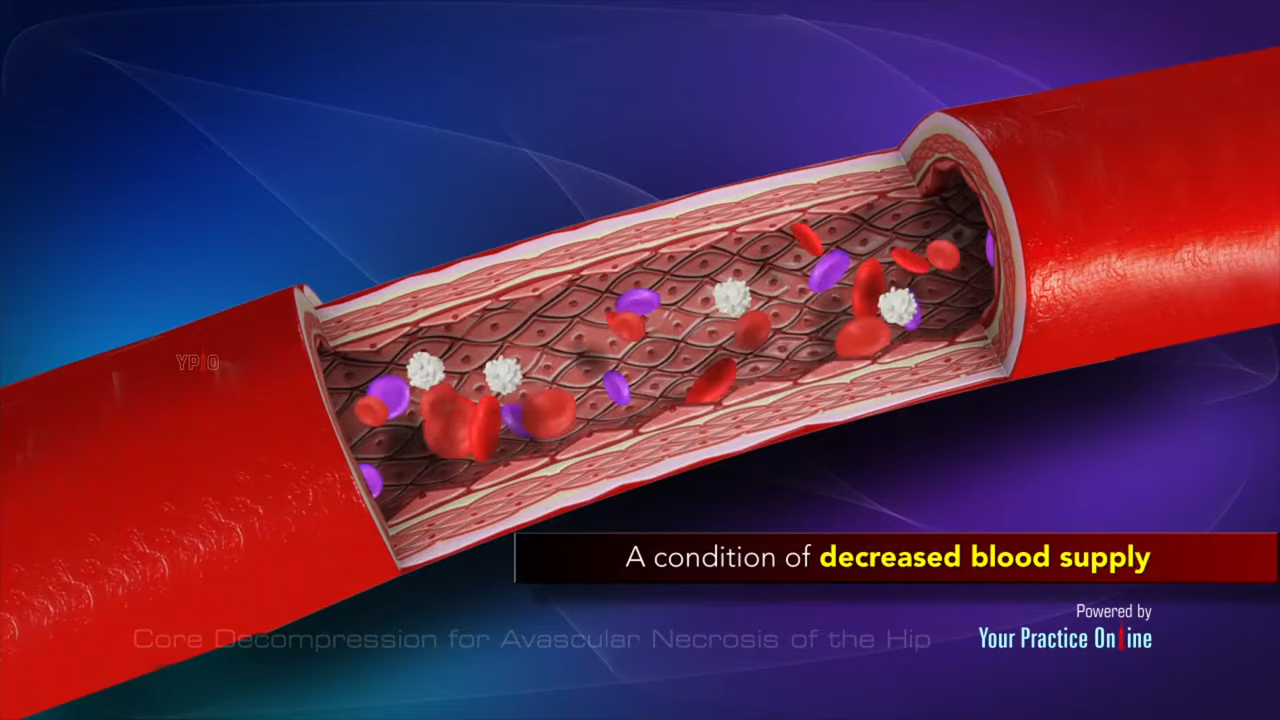 YPO
A condition of decreased blood supply
Powered by
Core Decompression for Avascular Necrosis of the Hip
Your Practice Online